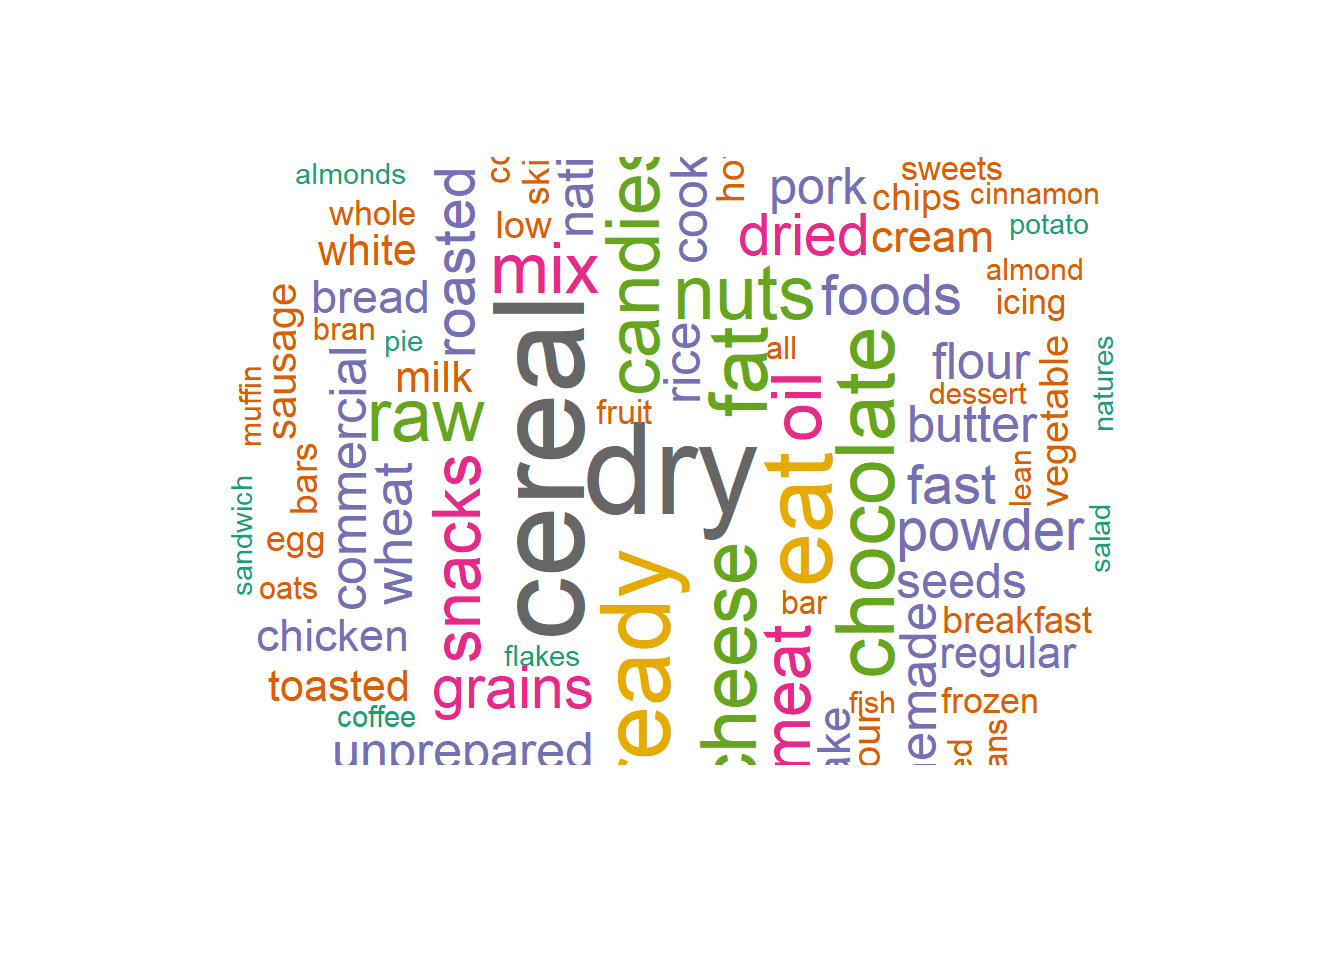 almonds
whole
white
bread
bran
pie
milk
raw
sausage
muffin
bars
sandwich
egg
oats
commercial
wheat
roasted
snacks
chicken
toasted
coffee
unprepared
grains
flakes
low
mix
cereal
candies
nuts
rice
fruit
dry
fat
all
oil
eat
cheese
bar
meat
pork
dried
cream
chips
sweets
cinnamon
potato
almond
icing
foods
chocolate
flour
dessert
butter
vegetable
natures
fast
lean
powder
salad
seeds
breakfast
regular
frozen
fish
cook
nati
ski
ho
co
eady
ake
our
emade
ed
ans